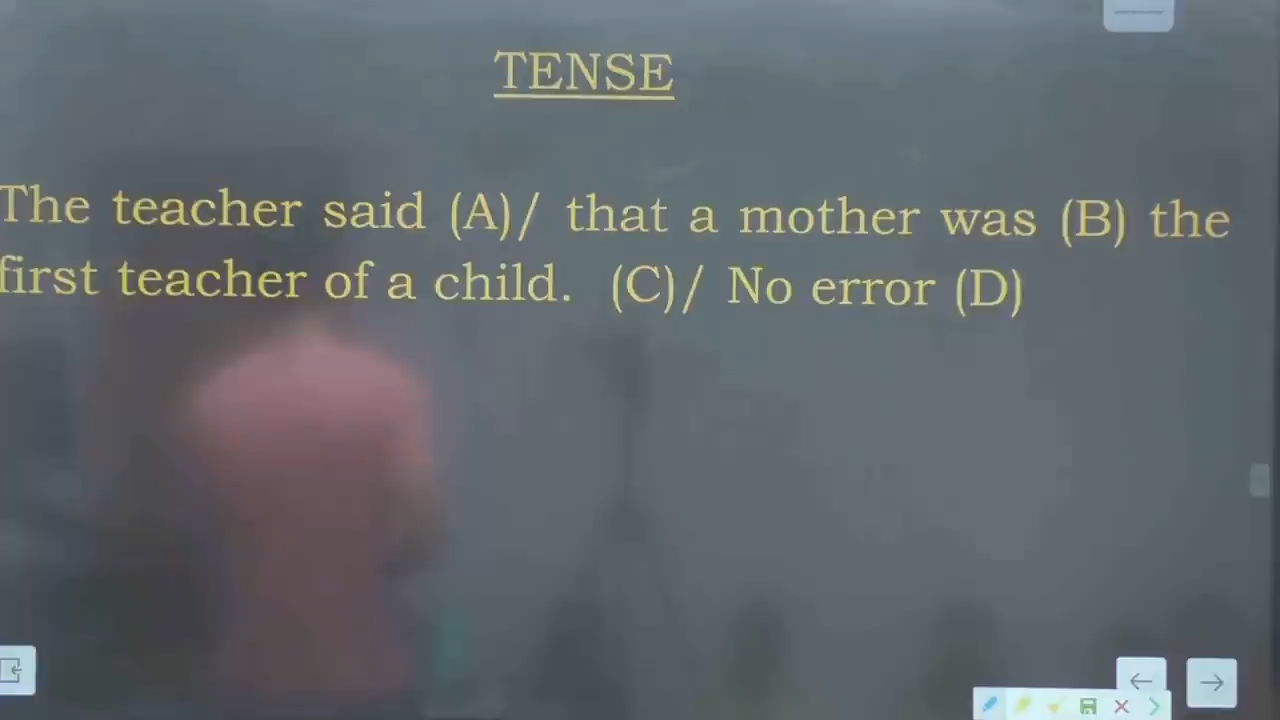 TENSE
The teacher said (A)/ that a mother was (B) the
first teacher of a child. (C)/ No error (D)